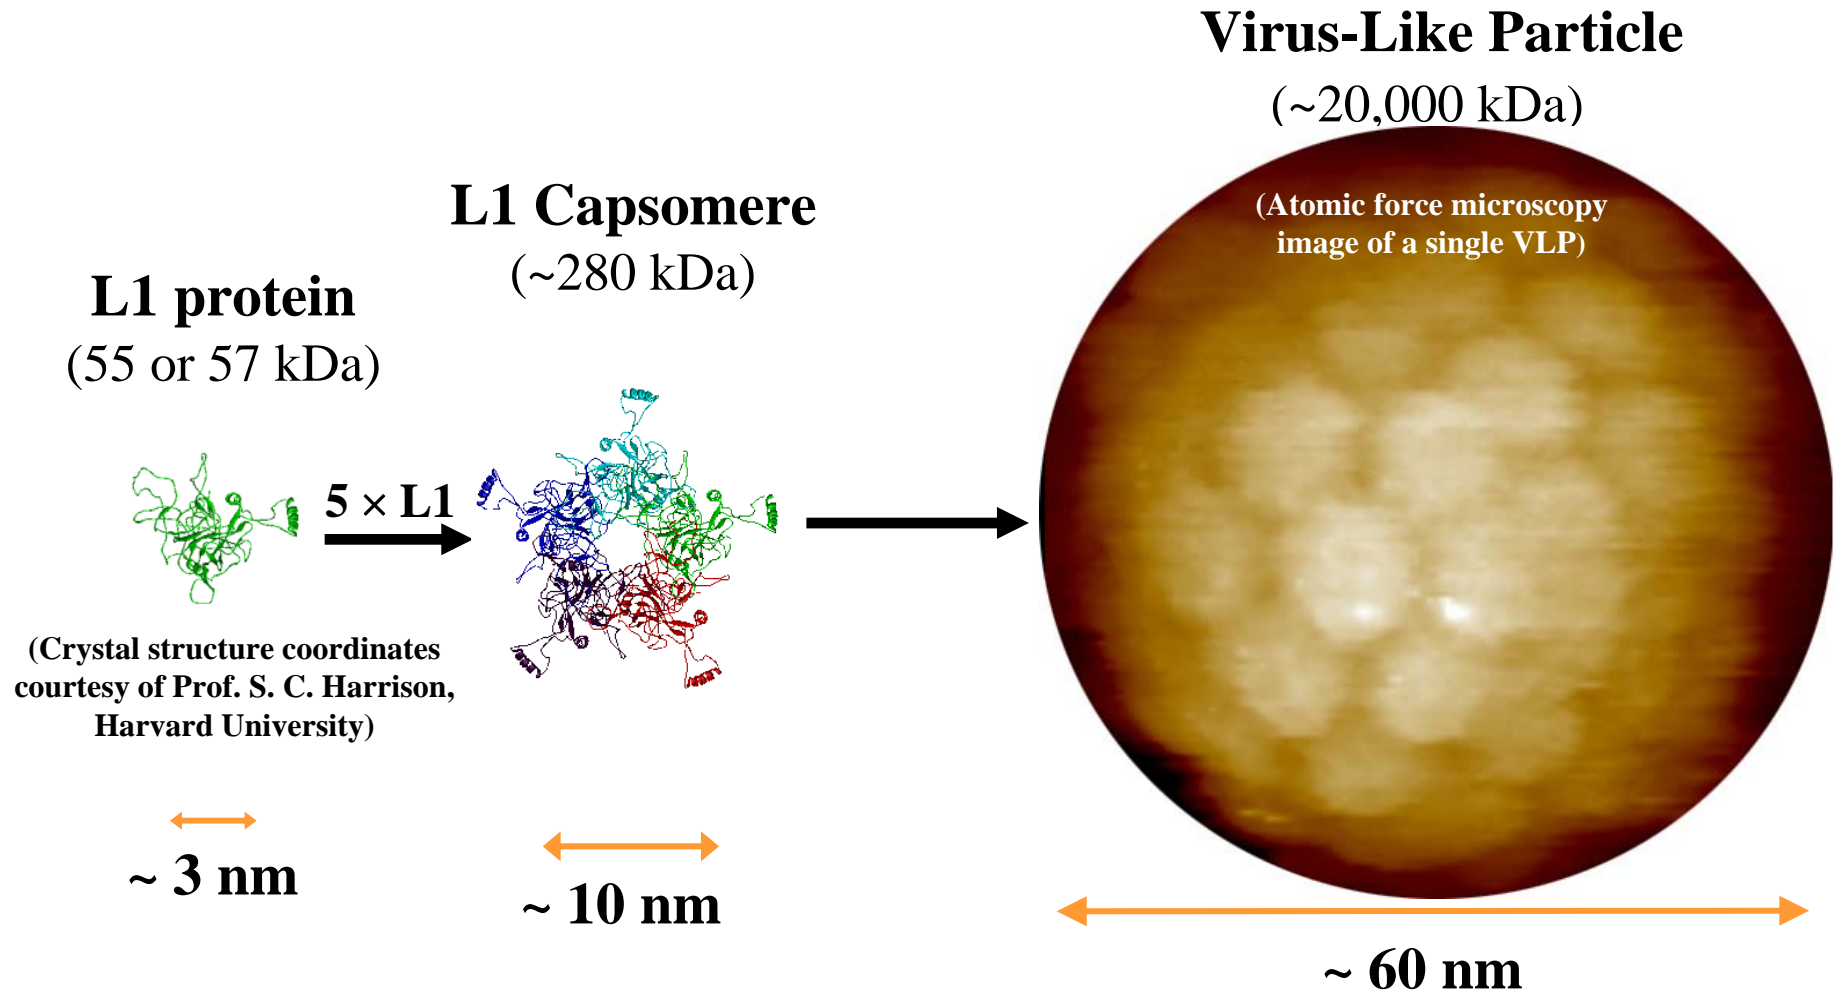 Virus-Like Particle
(~20,000 kDa)
(Atomic force microscopy
image of a single VLP)
L1 Capsomere
(~280 kDa)
L1 protein
(55 or 57 kDa)
5 × L1
(Crystal structure coordinates
courtesy of Prof. S. C. Harrison,
Harvard University)
~ 3 nm
~ 10 nm
~ 60 nm